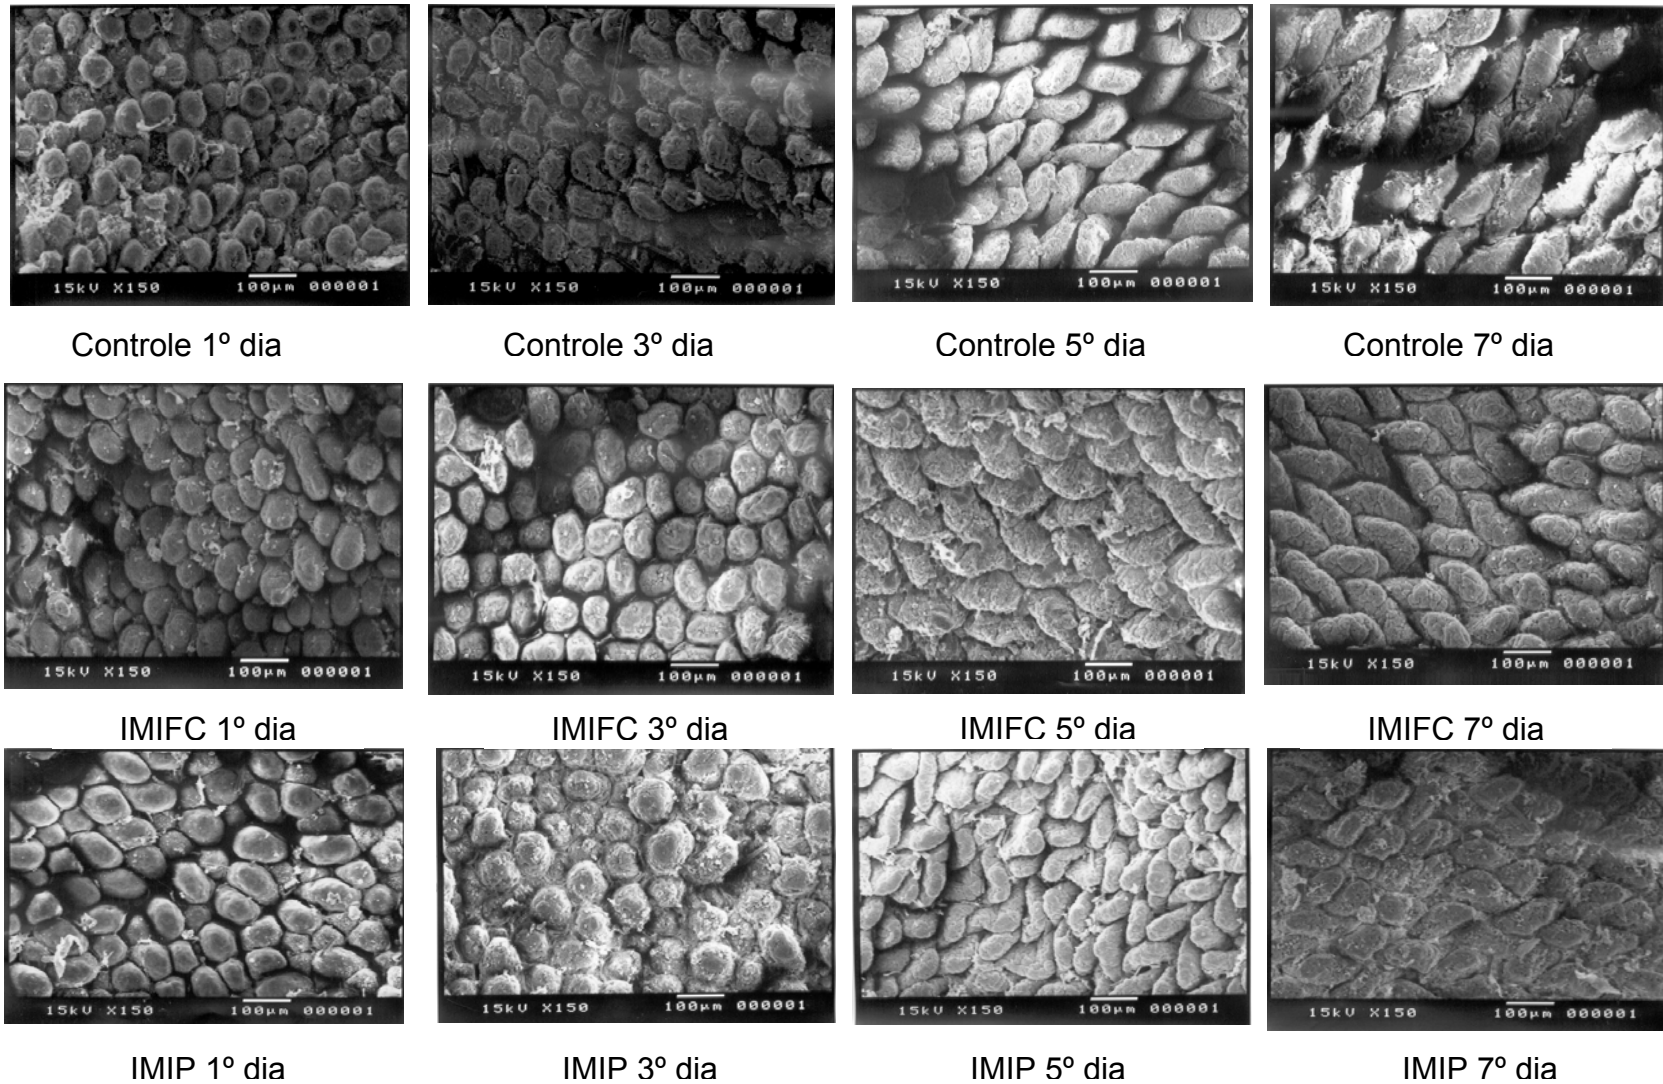 15kV X150 100µm 000001
15kV X150 100µm 000001
15kV X150 100µm 000001
15kV X150 100µm 000001
Controle 1º dia
Controle 3º dia
Controle 5º dia
Controle 7º dia
15kV X150 100µm 000001
15kV X150 100µm 000001
15kV X150 100µm 000001
15kV X150 100µm 000001
IMIFC 1º dia
IMIFC 3º dia
IMIFC 5º dia
IMIFC 7º dia
15kV X150 100µm 000001
15kV X150 100µm 000001
15kV X150 100µm 000001
15kV X150 100µm 000001
IMIP 1º dia
IMIP 3º dia
IMIP 5º dia
IMIP 7º dia